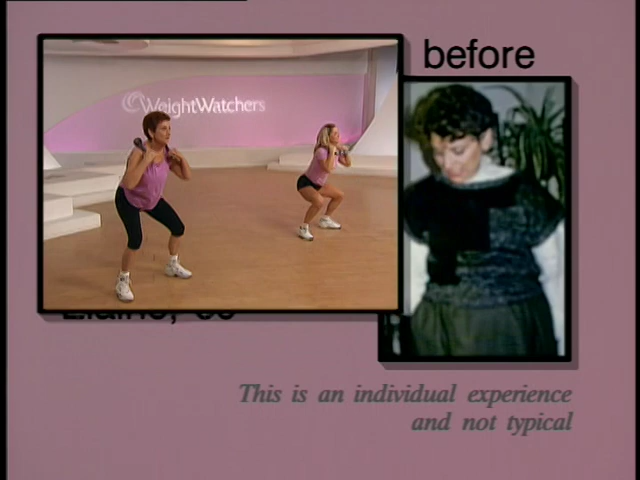 before
WeightWatchers
This is an individual experience
and not typical